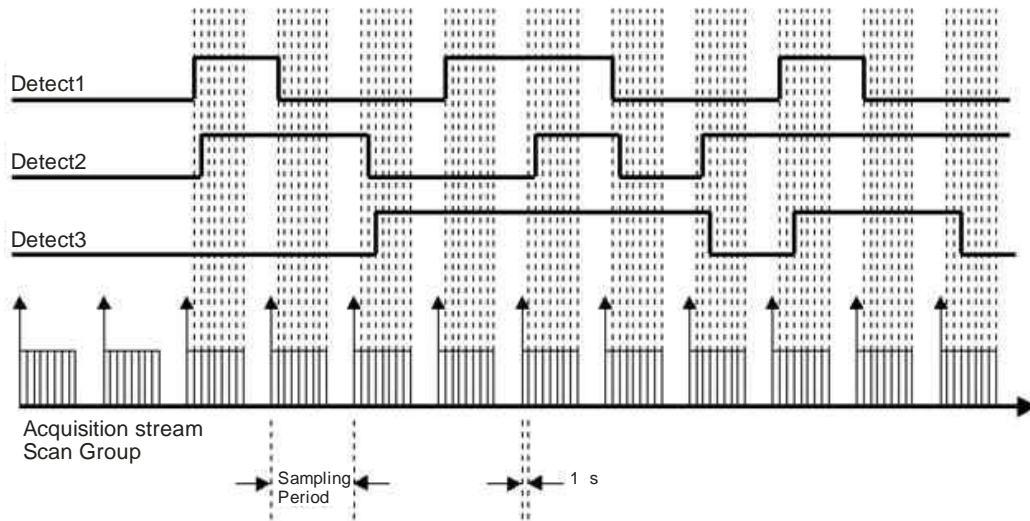 Detect1
Detect2
Detect3
Acquisition stream
Scan Group
Sampling
Period
1 s